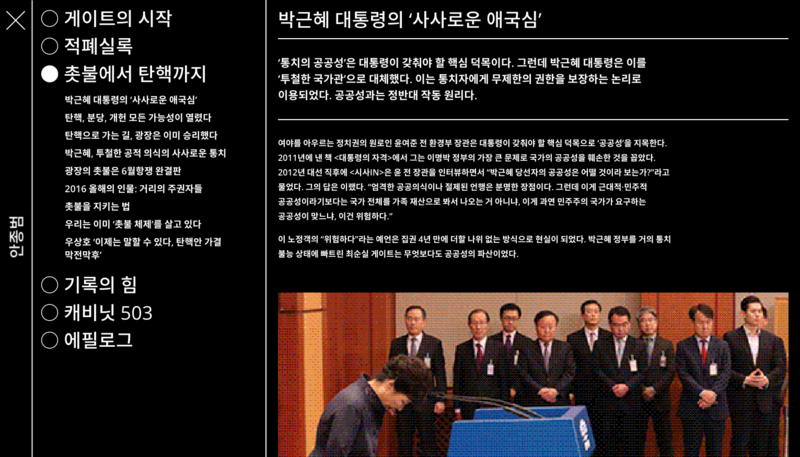 안종범
게이트의 시작
적폐실록
촛불에서 탄핵까지
박근혜 대통령의 ‘사사로운 애국심’
탄핵, 분당, 개헌 모든 가능성이 열렸다
탄핵으로 가는 길, 광장은 이미 승리했다
박근혜, 투철한 공적 의식의 사사로운 통치
광장의 촛불은 6월항쟁 완결판
2016 올해의 인물: 거리의 주권자들
촛불을 지키는 법
우리는 이미 ‘촛불 체제’를 살고 있다
우상호 ‘이제는 말할 수 있다, 탄핵안 가결
막전막후’
기록의 힘
캐비닛 503
에필로그
박근혜 대통령의 ‘사사로운 애국심’
‘통치의 공공성’은 대통령이 갖춰야 할 핵심 덕목이다. 그런데 박근혜 대통령은 이를
‘투철한 국가관’으로 대체했다. 이는 통치자에게 무제한의 권한을 보장하는 논리로
이용되었다. 공공성과는 정반대 작동 원리다.
여야를 아우르는 정치권의 원로인 윤여준 전 환경부 장관은 대통령이 갖춰야 할 핵심 덕목으로 ‘공공성’을 지목한다.
2011년에 낸 책 <대통령의 자격>에서 그는 이명박 정부의 가장 큰 문제로 국가의 공공성을 훼손한 것을 꼽았다.
2012년 대선 직후에 <시사IN>은 윤 전 장관을 인터뷰하면서 “박근혜 당선자의 공공성은 어떨 것이라 보는가?”라고
물었다. 그의 답은 이랬다. “엄격한 공공의식이나 절제된 언행은 분명한 장점이다. 그런데 이게 근대적·민주적
공공성이라기보다는 국가 전체를 가족 재산으로 봐서 나오는 거 아니냐, 이게 과연 민주주의 국가가 요구하는
공공성이 맞느냐, 이건 위험하다.”
이 노정객의 “위험하다”라는 예언은 집권 4년 만에 더할 나위 없는 방식으로 현실이 되었다. 박근혜 정부를 거의 통치
불능 상태에 빠트린 최순실 게이트는 무엇보다도 공공성의 파산이었다.